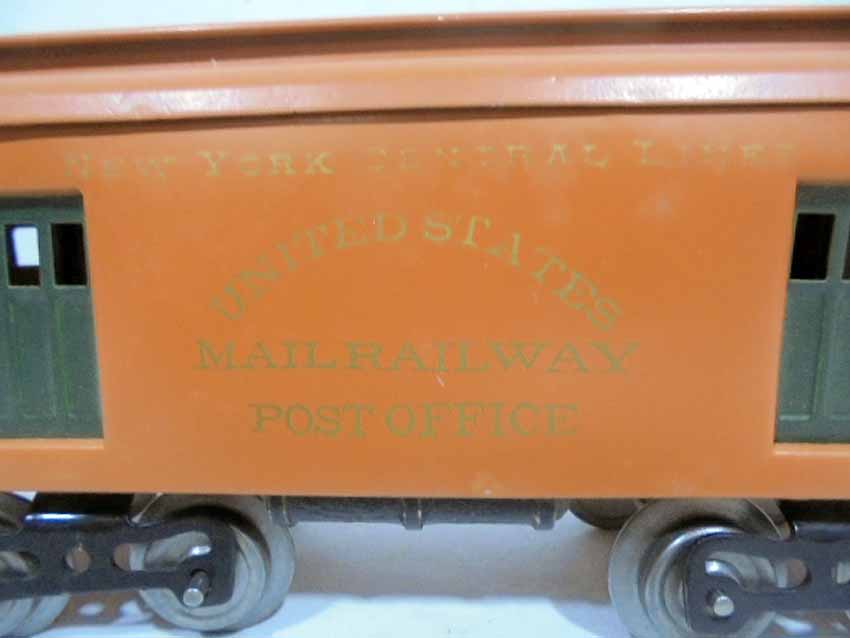 NEW YORK CENTRAL LINES
UNITED STATES
MAIL RAILWAY
POST OFFICE